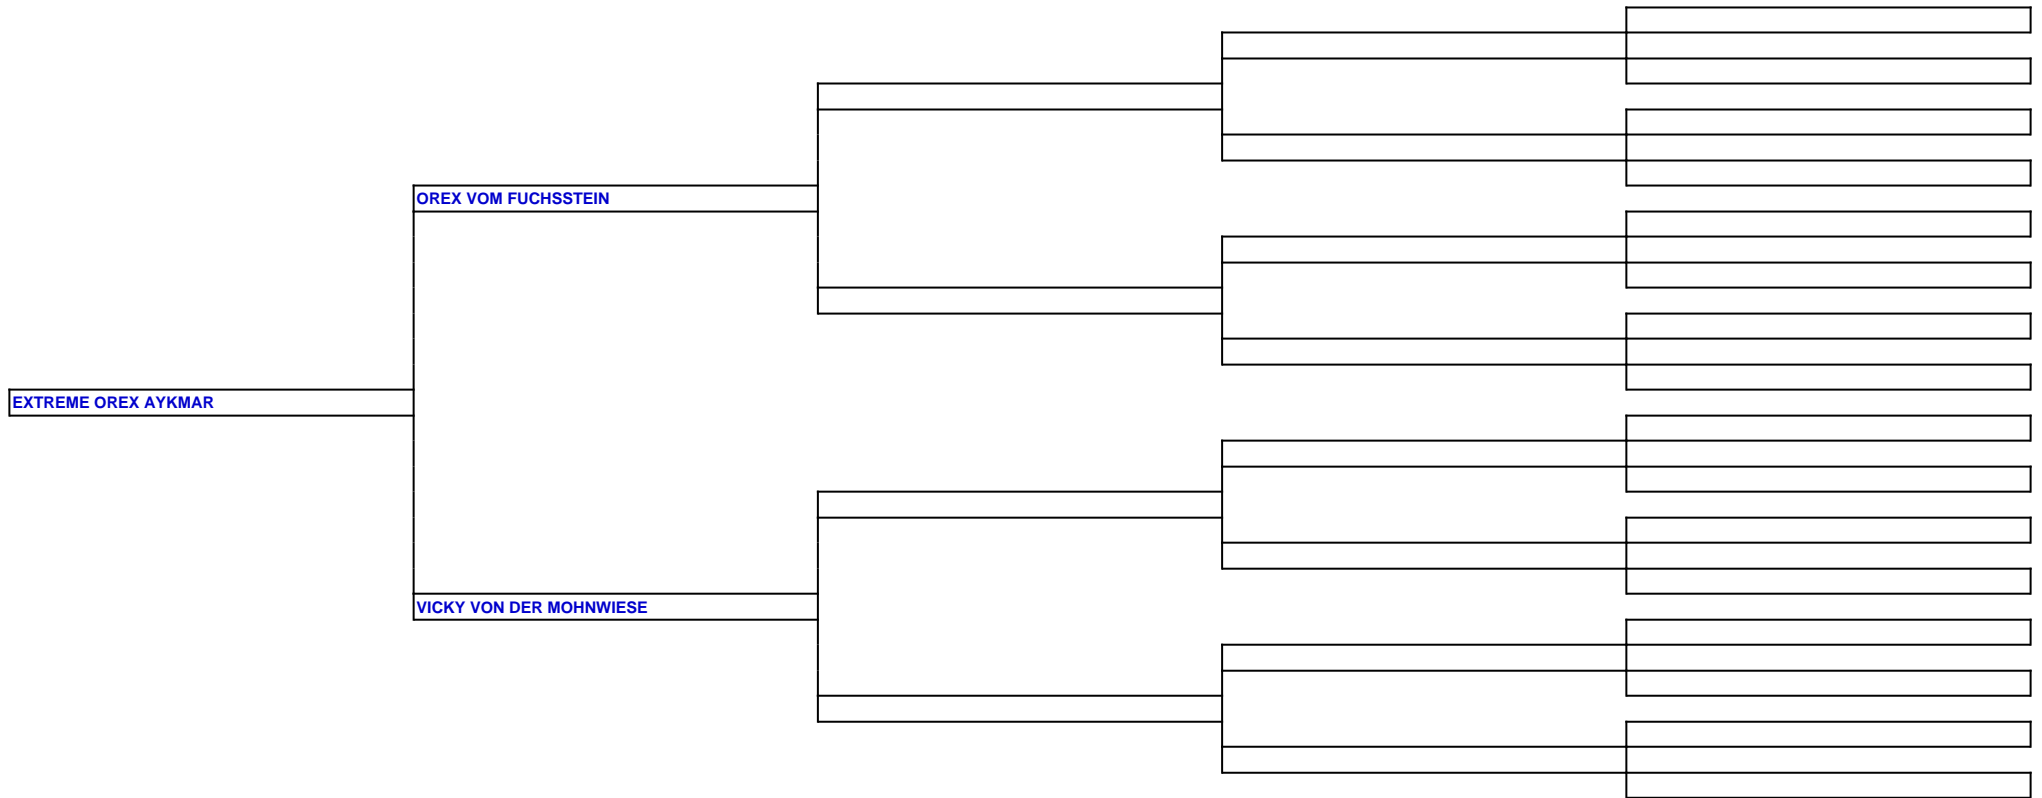 OREX VOM FUCHSSTEIN
EXTREME OREX AYKMAR
VICKY VON DER MOHNWIESE